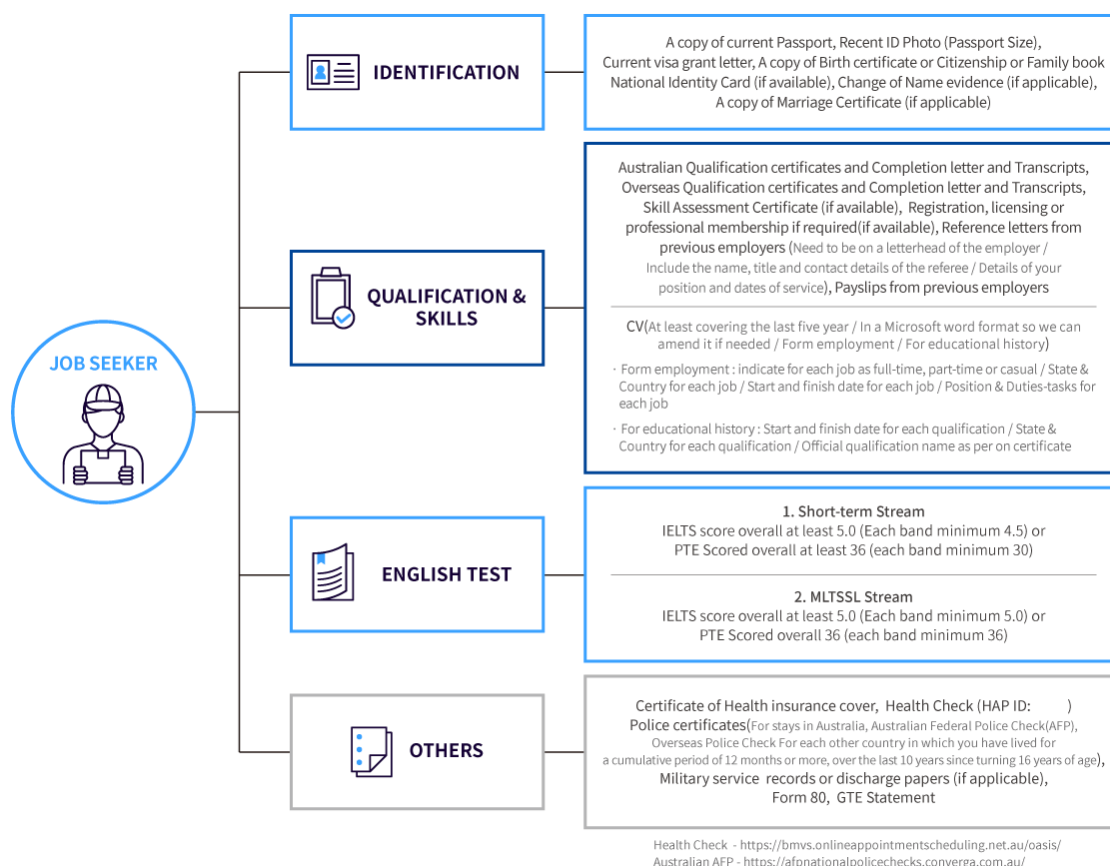 JOB SEEKER
IDENTIFICATION
A copy of current Passport, Recent ID Photo (Passport Size),
Current visa grant letter, A copy of Birth certificate or Citizenship or Family book
National Identity Card (if available), Change of Name evidence (if applicable),
A copy of Marriage Certificate (if applicable)
QUALIFICATION &
SKILLS
Australian Qualification certificates and Completion letter and Transcripts,
Overseas Qualification certificates and Completion letter and Transcripts,
Skill Assessment Certificate (if available), Registration, licensing or
professional membership if required(if available), Reference letters from
previous employers (Need to be on a letterhead of the employer /
Include the name, title and contact details of the referee / Details of your
position and dates of service), Payslips from previous employers
CV(At least covering the last five year / In a Microsoft word format so we can
amend it if needed / Form employment / For educational history)
· Form employment : indicate for each job as full-time, part-time or casual / State &
Country for each job / Start and finish date for each job / Position & Duties-tasks for
each job
· For educational history : Start and finish date for each qualification / State &
Country for each qualification / Official qualification name as per on certificate
ENGLISH TEST
1. Short-term Stream
IELTS score overall at least 5.0 (Each band minimum 4.5) or
PTE Scored overall at least 36 (each band minimum 30)
2. MLTSSL Stream
IELTS score overall at least 5.0 (Each band minimum 5.0) or
PTE Scored overall 36 (each band minimum 36)
OTHERS
Certificate of Health insurance cover, Health Check (HAP ID: )
Police certificates(For stays in Australia, Australian Federal Police Check(AFP),
Overseas Police Check For each other country in which you have lived for
a cumulative period of 12 months or more, over the last 10 years since turning 16 years of age),
Military service records or discharge papers (if applicable),
Form 80, GTE Statement
Health Check - https://bmvs.onlineappointmentscheduling.net.au/oasis/
Australian AFP - https://afpnationalpolicechecks.converga.com.au/